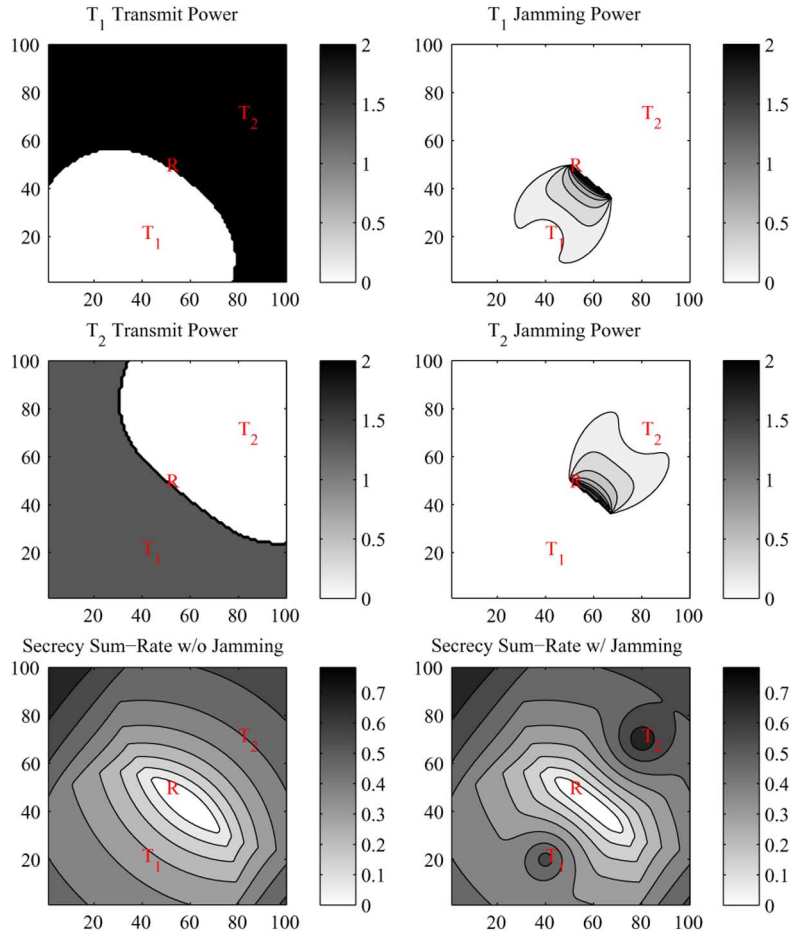 T1 Transmit Power
100
80
60
40
20
T2
R
T1
20 40 60 80 100
2
1.5
1
0.5
0
T1 Jamming Power
100
80
60
40
20
T2
R
T1
20 40 60 80 100
2
1.5
1
0.5
0
T2 Transmit Power
100
80
60
40
20
T2
R
T1
20 40 60 80 100
2
1.5
1
0.5
0
T2 Jamming Power
100
80
60
40
20
T2
R
T1
20 40 60 80 100
2
1.5
1
0.5
0
Secrecy Sum−Rate w/o Jamming
100
80
60
40
20
T2
R
T1
20 40 60 80 100
0.7
0.6
0.5
0.4
0.3
0.2
0.1
0
Secrecy Sum−Rate w/ Jamming
100
80
60
40
20
T2
R
T1
20 40 60 80 100
0.7
0.6
0.5
0.4
0.3
0.2
0.1
0